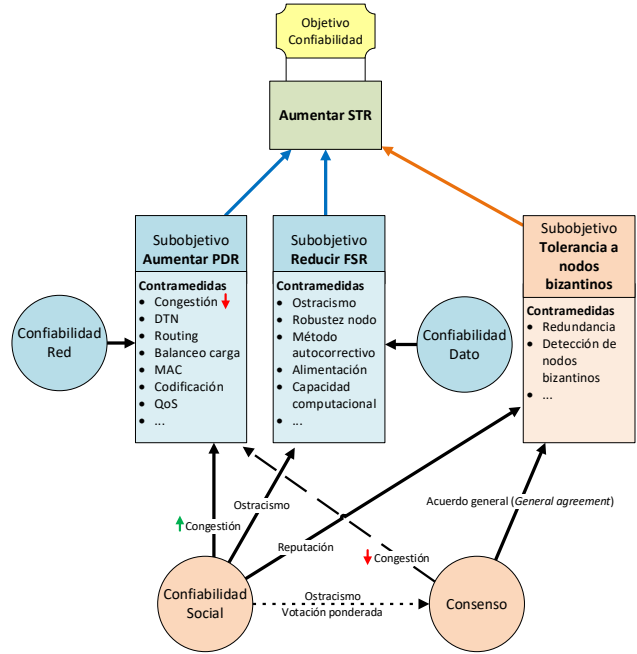 Objetivo
Confiabilidad
Aumentar STR
Subobjetivo
Aumentar PDR
Contramedidas
• Congestión
• DTN
• Routing
• Balanceo carga
• MAC
• Codificación
• QoS
• ...
Subobjetivo
Reducir FSR
Contramedidas
• Ostracismo
• Robustez nodo
• Método
autocorrectivo
• Alimentación
• Capacidad
computacional
• ...
Subobjetivo
Tolerancia a
nodos
bizantinos
Contramedidas
• Redundancia
• Detección de
nodos
bizantinos
• ...
Confiabilidad
Red
Confiabilidad
Dato
Congestión
Ostracismo
Reputación
Congestión
Acuerdo general (General agreement)
Confiabilidad
Social
Ostracismo
Votación ponderada
Consenso